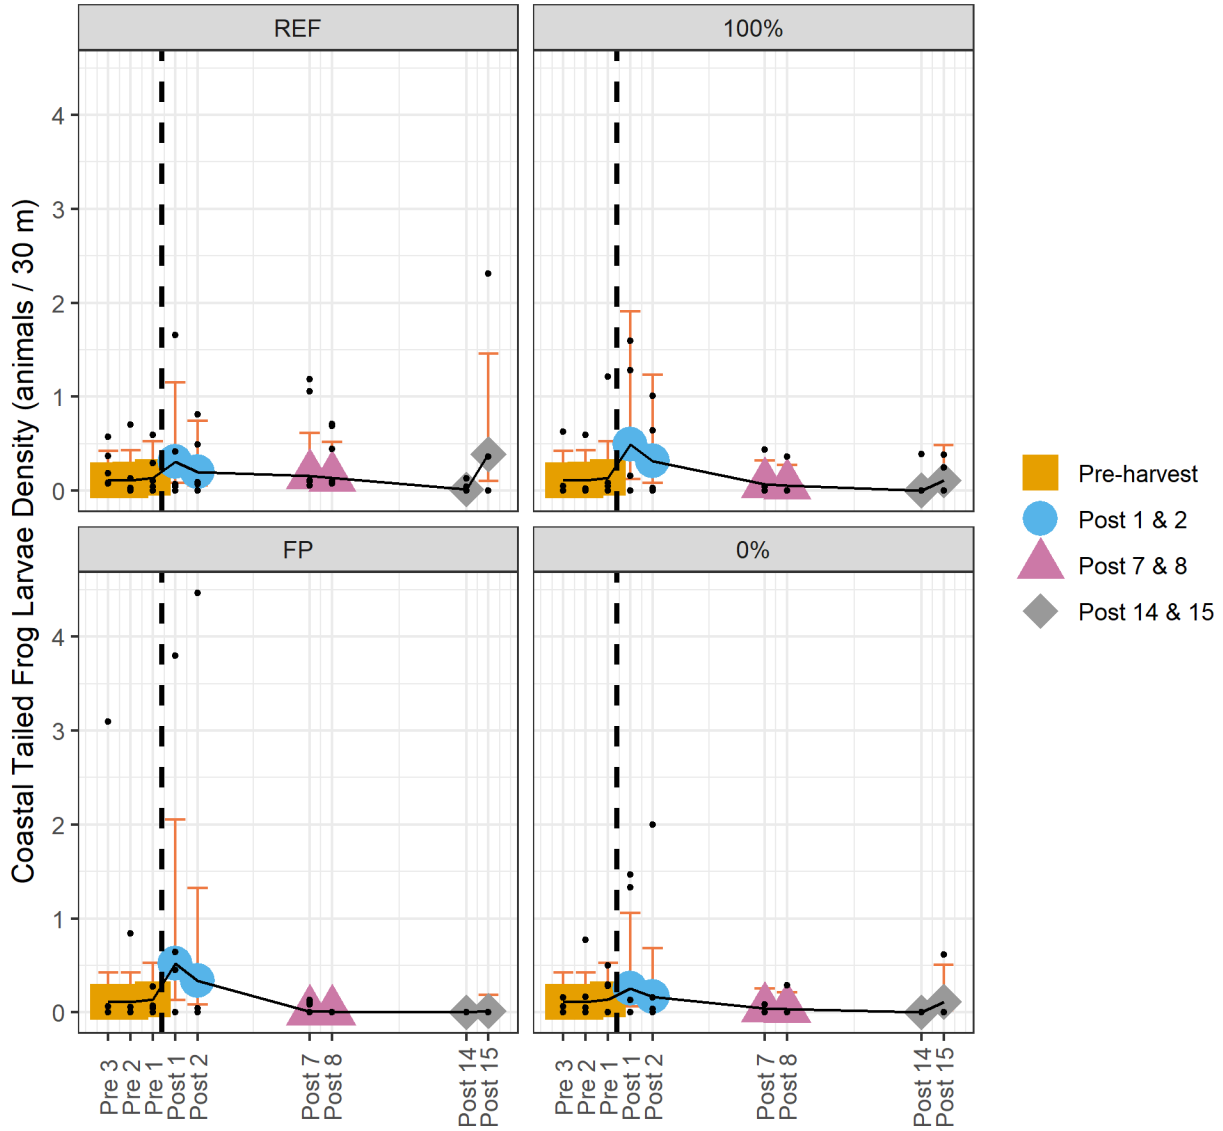 REF
100%
4
3
2
1
0
FP
0%
4
3
2
1
0
Coastal Tailed Frog Larvae Density (animals / 30 m)
Pre 3
Pre 2
Pre 1
Post 1
Post 2
Post 7
Post 8
Post 14
Post 15
Pre 3
Pre 2
Pre 1
Post 1
Post 2
Post 7
Post 8
Post 14
Post 15
Pre-harvest
Post 1 & 2
Post 7 & 8
Post 14 & 15